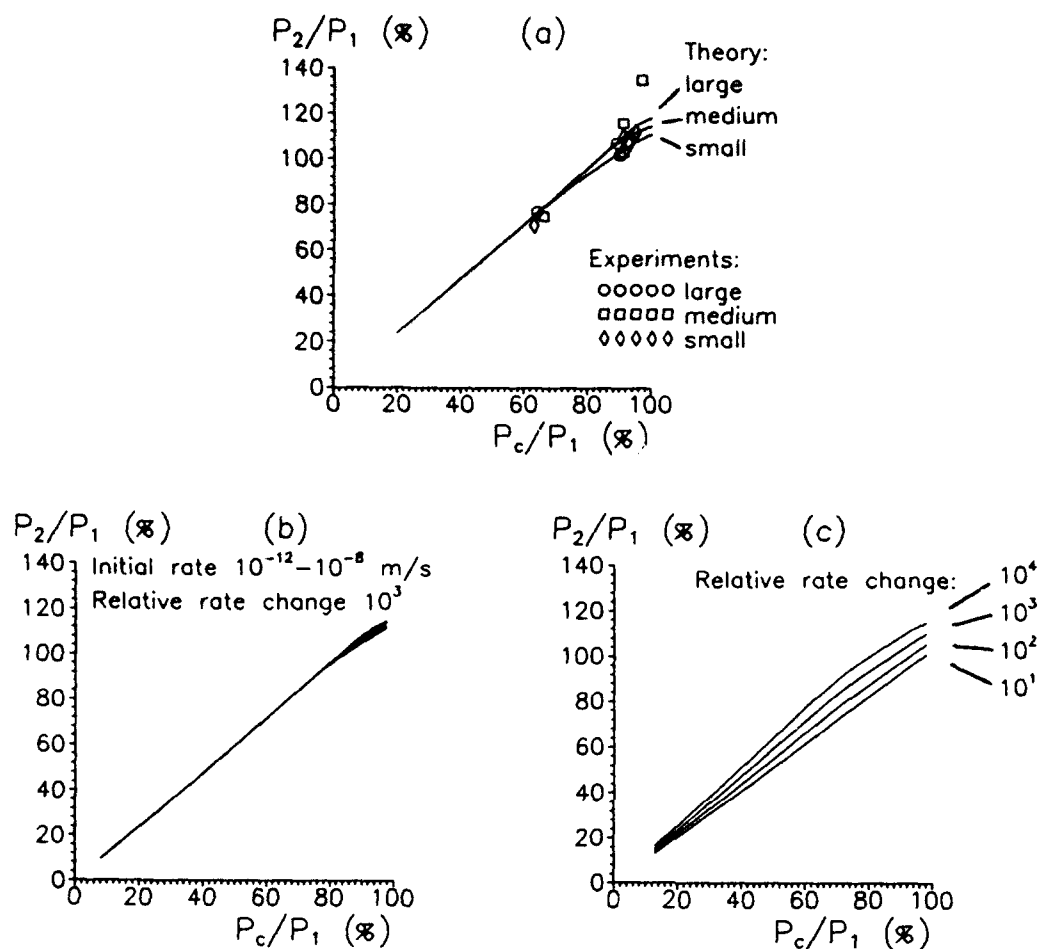 P₂/P₁ (%) (a)
Theory:
large
medium
small
140
120
100
80
60
40
20
0
Experiments:
large
medium
small
0 20 40 60 80 100
P_c/P₁ (%)
P₂/P₁ (%) (b)
Initial rate 10⁻¹²–10⁻⁸ m/s
Relative rate change 10³
140
120
100
80
60
40
20
0
0 20 40 60 80 100
P_c/P₁ (%)
P₂/P₁ (%) (c)
Relative rate change:
10⁴
10³
10²
10¹
140
120
100
80
60
40
20
0
0 20 40 60 80 100
P_c/P₁ (%)